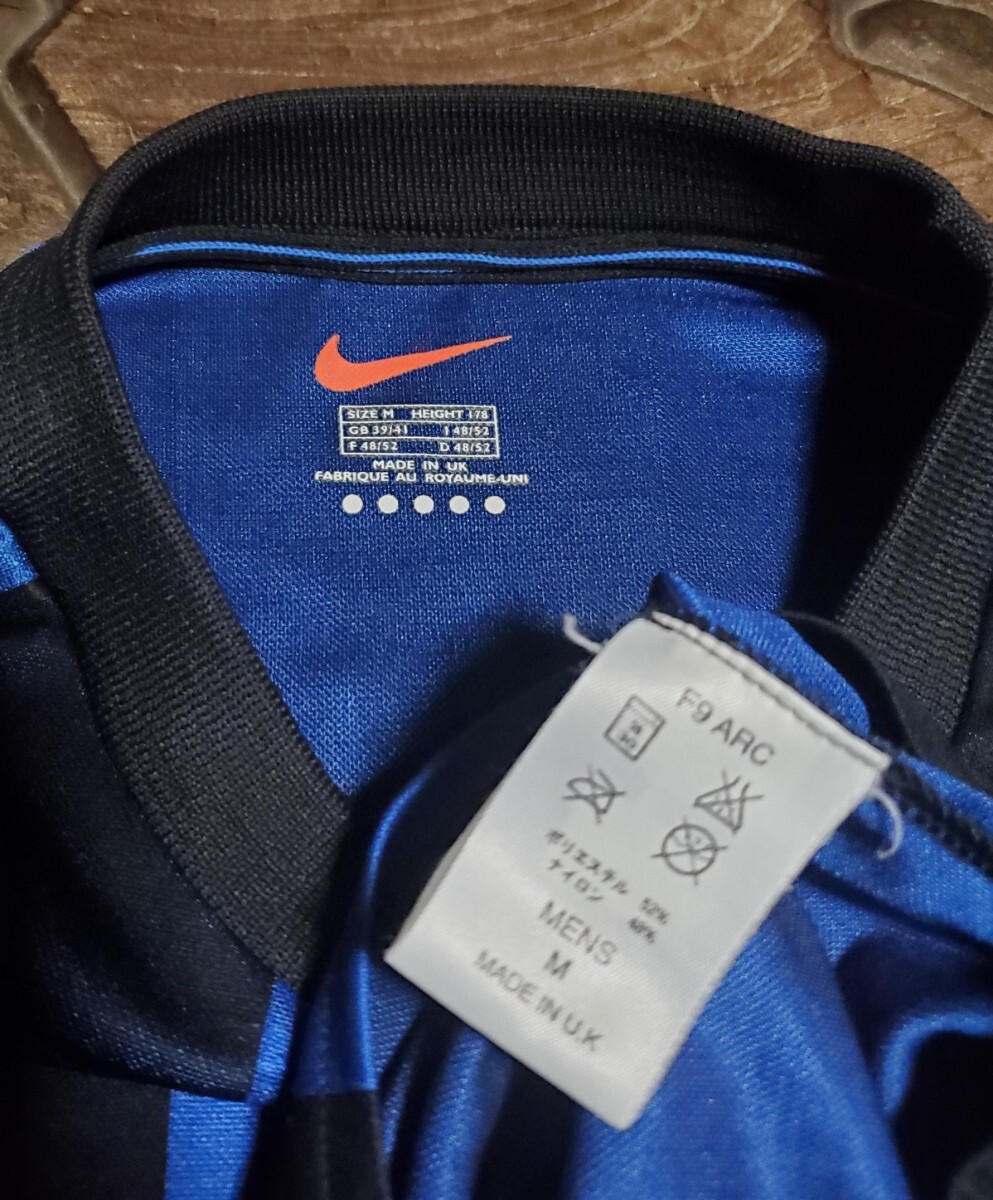 SIZE M HEIGHT 178
GB 39/41 I 48/52
F 48/52 D 48/52
MADE IN UK
FABRIQUE AU ROYAUME-UNI
F9 ARC
30
ポリエステル 52%
ナイロン 48%
MENS
M
MADE IN U.K